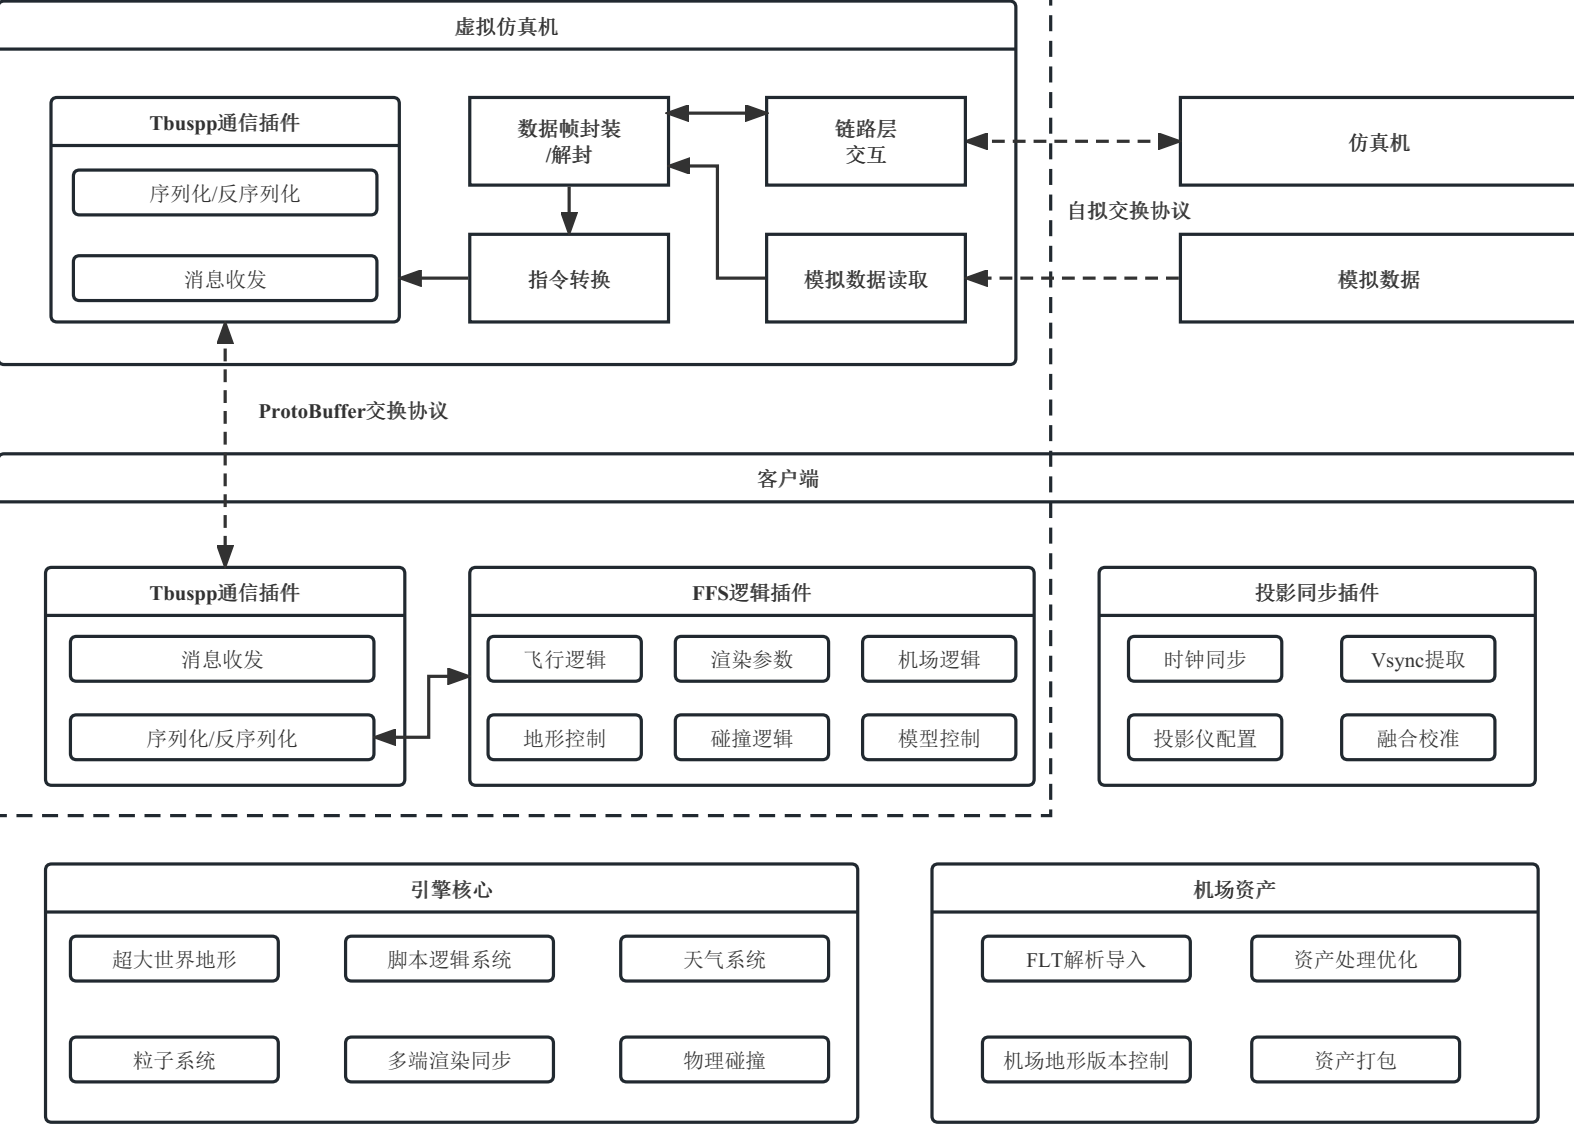 虚拟仿真机
Tbuspp通信插件
序列化/反序列化
消息收发
数据帧封装
/解封
链路层
交互
指令转换
模拟数据读取
仿真机
自拟交换协议
模拟数据
ProtoBuffer交换协议
客户端
Tbuspp通信插件
消息收发
序列化/反序列化
FFS逻辑插件
飞行逻辑
渲染参数
机场逻辑
地形控制
碰撞逻辑
模型控制
投影同步插件
时钟同步
Vsync提取
投影仪配置
融合校准
引擎核心
超大世界地形
脚本逻辑系统
天气系统
粒子系统
多端渲染同步
物理碰撞
机场资产
FLT解析导入
资产处理优化
机场地形版本控制
资产打包